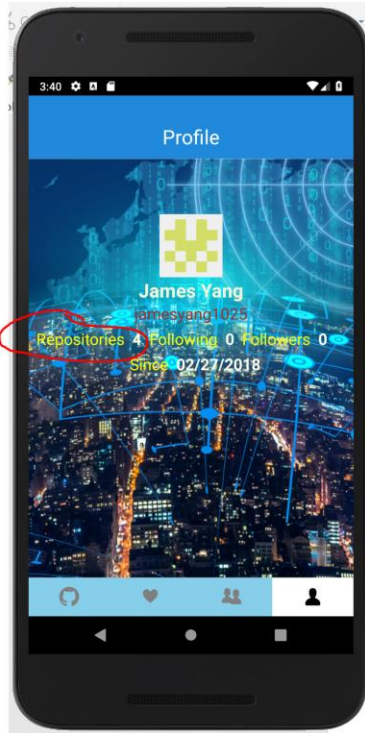 3:40
Profile
James Yang
jamesyang1025
Repositories 4 Following 0 Followers 0
Since 02/27/2018